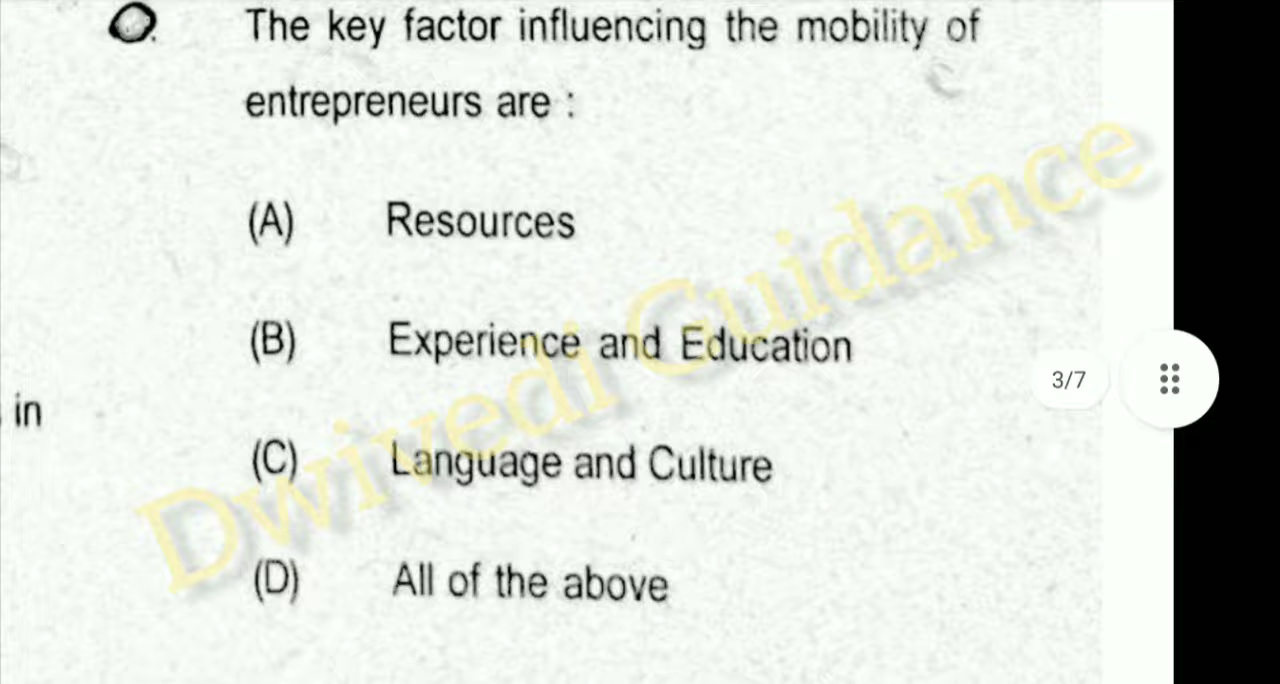 Q.
The key factor influencing the mobility of
entrepreneurs are :
(A) Resources
(B) Experience and Education
in
(C) Language and Culture
(D) All of the above
Dwivedi Guidance
3/7